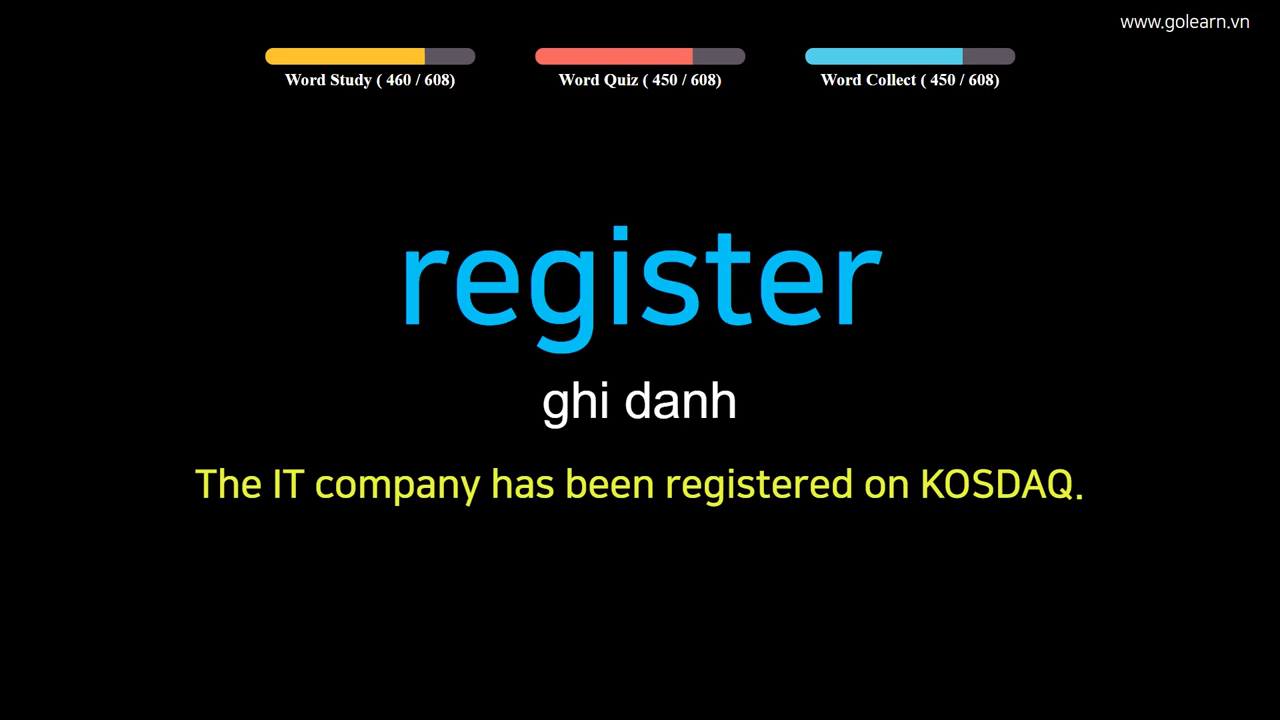 www.golearn.vn
Word Study ( 460 / 608)
Word Quiz ( 450 / 608)
Word Collect ( 450 / 608)
register
ghi danh
The IT company has been registered on KOSDAQ.